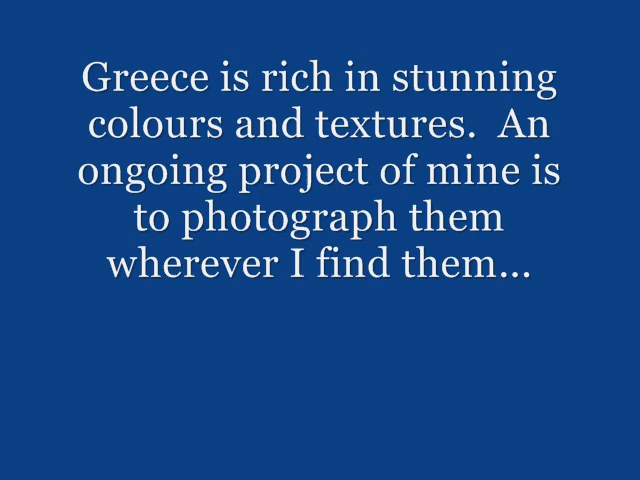 Greece is rich in stunning
colours and textures.  An
ongoing project of mine is
to photograph them
wherever I find them...